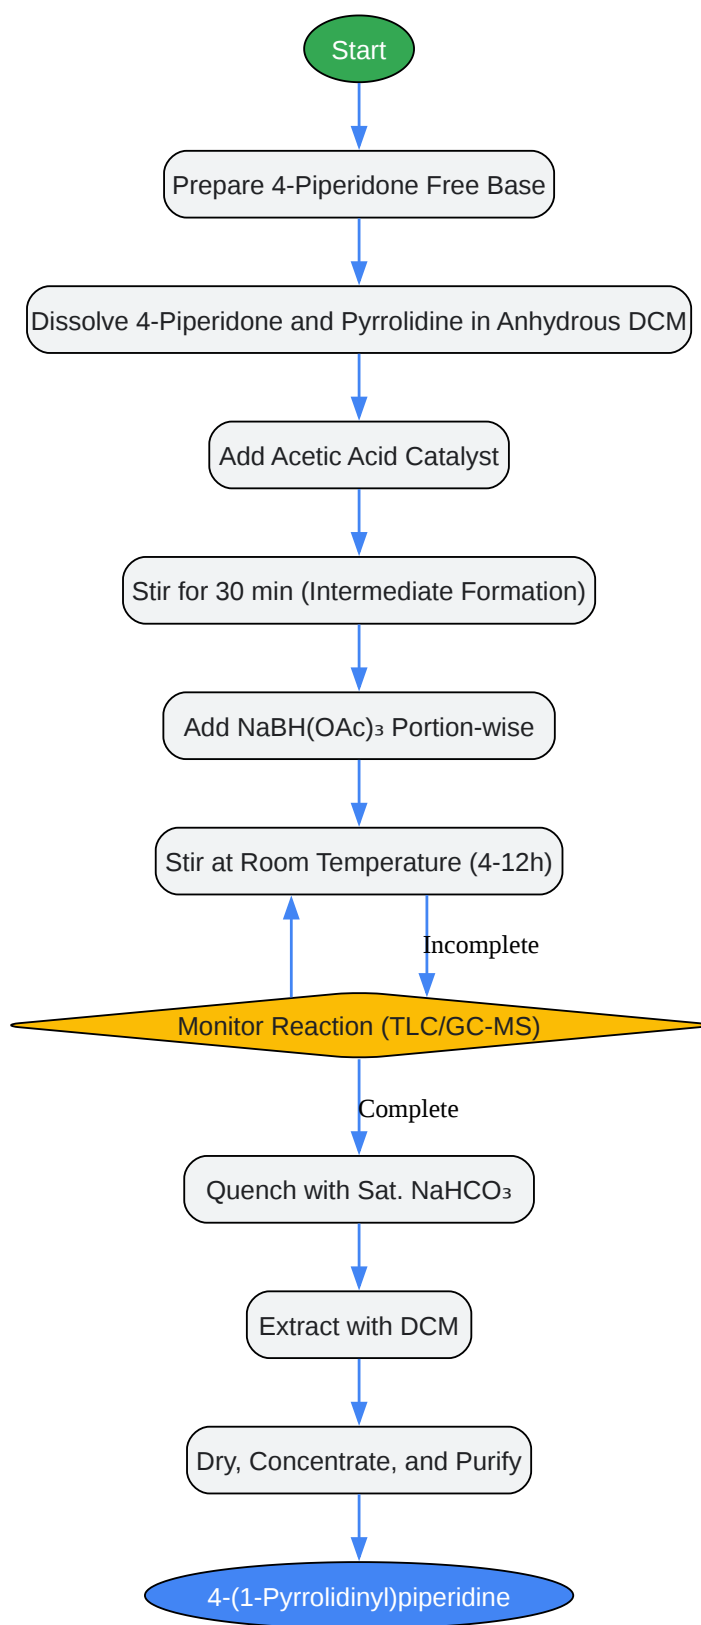 Start
Prepare 4-Piperidone Free Base
Dissolve 4-Piperidone and Pyrrolidine in Anhydrous DCM
Add Acetic Acid Catalyst
Stir for 30 min (Intermediate Formation)
Add NaBH(OAc)₃ Portion-wise
Stir at Room Temperature (4-12h)
Incomplete
Monitor Reaction (TLC/GC-MS)
Complete
Quench with Sat. NaHCO₃
Extract with DCM
Dry, Concentrate, and Purify
4-(1-Pyrrolidinyl)piperidine